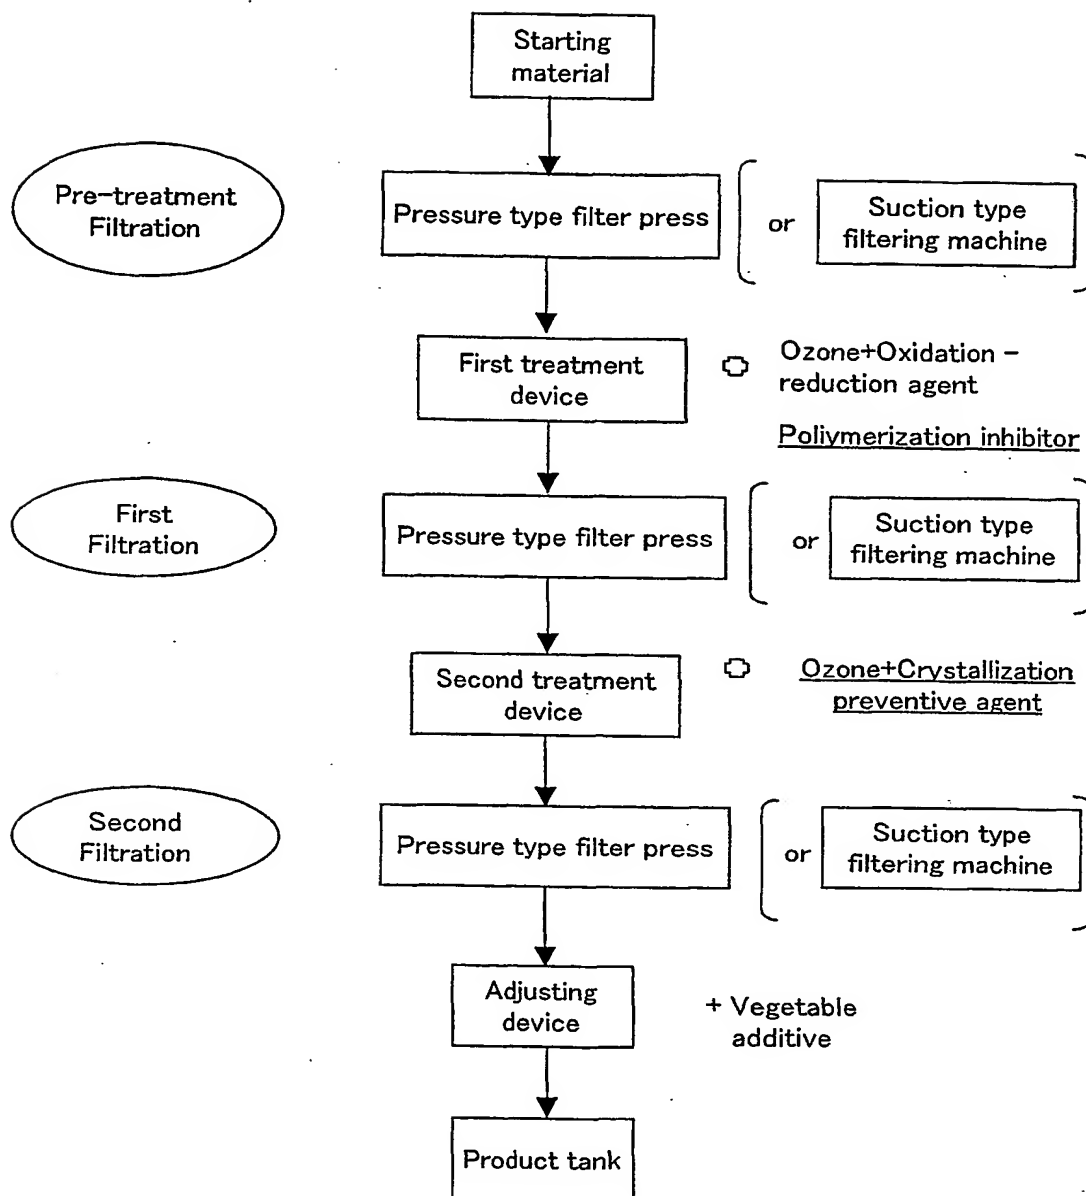 Starting
material
Pre-treatment
Filtration
Pressure type filter press
or
Suction type
filtering machine
First treatment
device
Ozone+Oxidation -
reduction agent
Poliymerization inhibitor
First
Filtration
Pressure type filter press
or
Suction type
filtering machine
Second treatment
device
Ozone+Crystallization
preventive agent
Second
Filtration
Pressure type filter press
or
Suction type
filtering machine
Adjusting
device
+ Vegetable
additive
Product tank